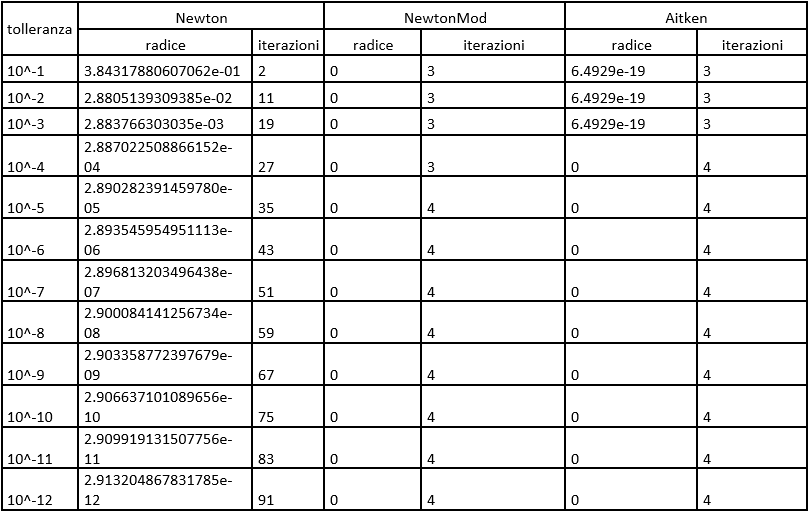 tolleranza Newton NewtonMod Aitken
radice iterazioni radice iterazioni radice iterazioni
10^-1 3.84317880607062e-01 2 0 3 6.4929e-19 3
10^-2 2.8805139309385e-02 11 0 3 6.4929e-19 3
10^-3 2.883766303035e-03 19 0 3 6.4929e-19 3
10^-4 2.887022508866152e-04 27 0 3 0 4
10^-5 2.890282391459780e-05 35 0 4 0 4
10^-6 2.893545954951113e-06 43 0 4 0 4
10^-7 2.896813203496438e-07 51 0 4 0 4
10^-8 2.900084141256734e-08 59 0 4 0 4
10^-9 2.903358772397679e-09 67 0 4 0 4
10^-10 2.906637101089656e-10 75 0 4 0 4
10^-11 2.909919131507756e-11 83 0 4 0 4
10^-12 2.913204867831785e-12 91 0 4 0 4